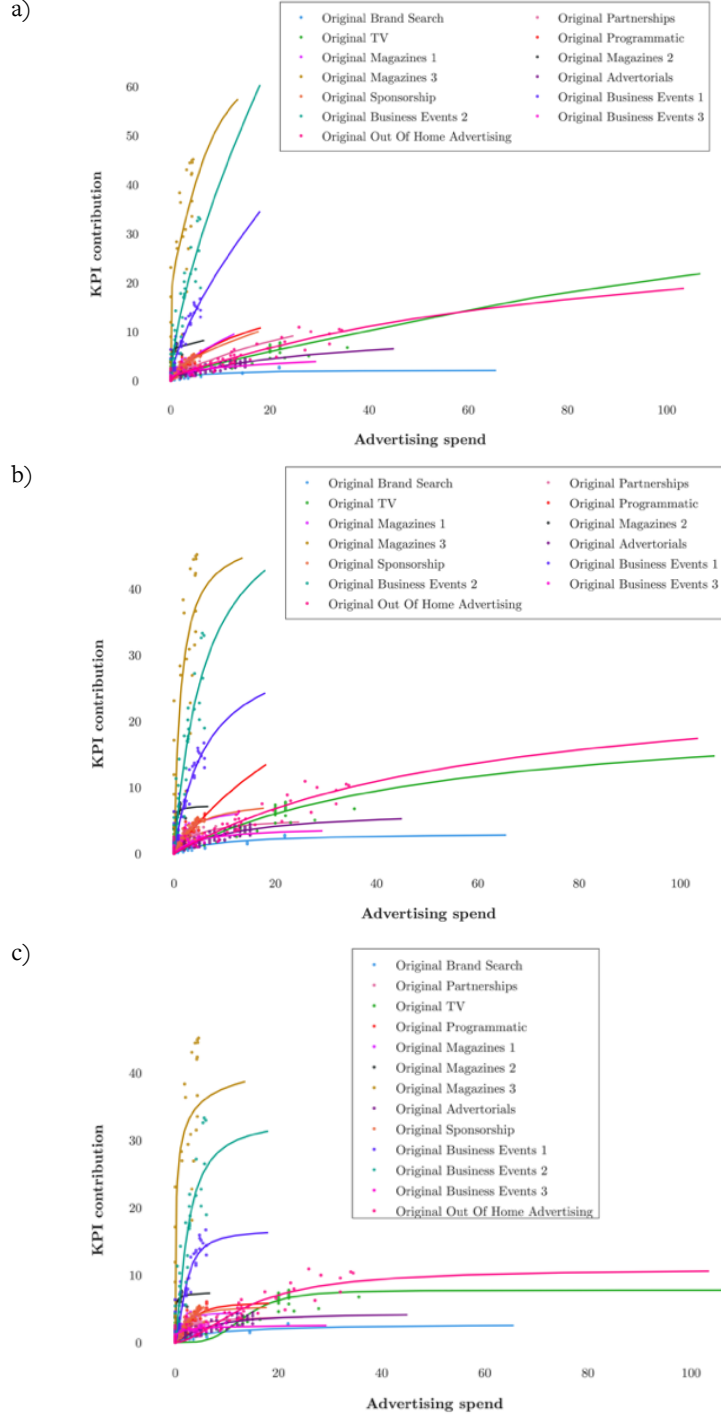 a)
Original Brand Search Original Partnerships
Original TV Original Programmatic
Original Magazines 1 Original Magazines 2
Original Magazines 3 Original Advertorials
Original Sponsorship Original Business Events 1
Original Business Events 2 Original Business Events 3
Original Out Of Home Advertising
60
50
40
30
20
10
0
KPI contribution
0 20 40 60 80 100
Advertising spend
b)
Original Brand Search Original Partnerships
Original TV Original Programmatic
Original Magazines 1 Original Magazines 2
Original Magazines 3 Original Advertorials
Original Sponsorship Original Business Events 1
Original Business Events 2 Original Business Events 3
Original Out Of Home Advertising
40
30
20
10
0
KPI contribution
0 20 40 60 80 100
Advertising spend
c)
Original Brand Search
Original Partnerships
Original TV
Original Programmatic
Original Magazines 1
Original Magazines 2
Original Magazines 3
Original Advertorials
Original Sponsorship
Original Business Events 1
Original Business Events 2
Original Business Events 3
Original Out Of Home Advertising
40
30
20
10
0
KPI contribution
0 20 40 60 80 100
Advertising spend